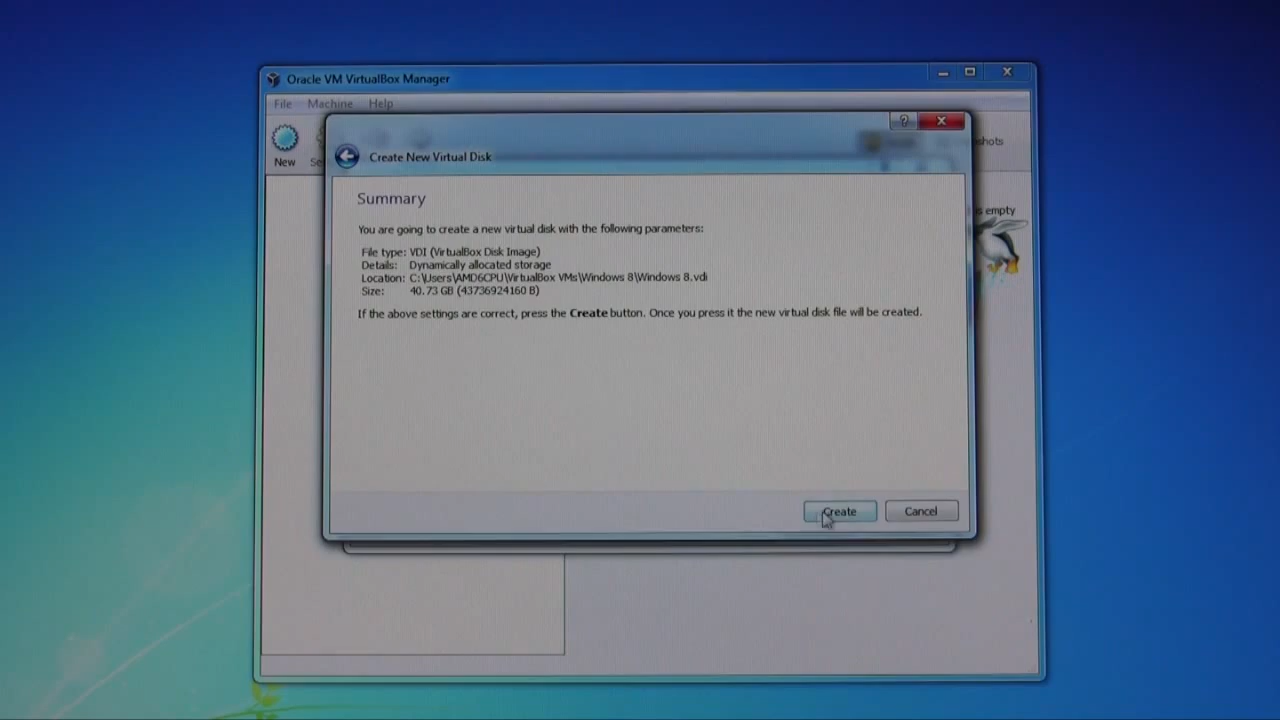 Oracle VM VirtualBox Manager
File Machine Help
Create New Virtual Disk
shots
New Se
Summary
is empty
You are going to create a new virtual disk with the following parameters:
File type: VDI (VirtualBox Disk Image)
Details: Dynamically allocated storage
Location: C:\Users\AMD6CPU\VirtualBox VMs\Windows 8\Windows 8.vdi
Size: 40.73 GB (43736924160 B)
If the above settings are correct, press the Create button. Once you press it the new virtual disk file will be created.
Create Cancel